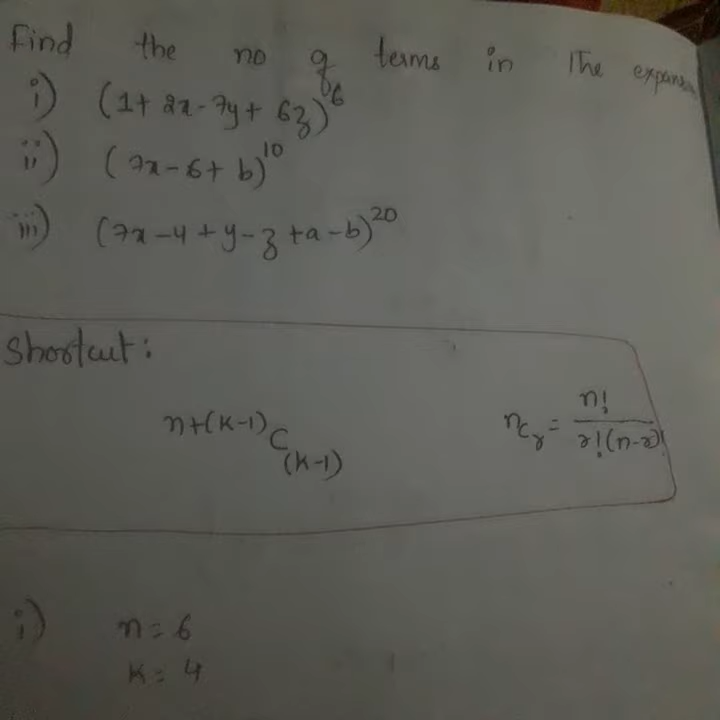 Find the no of terms in The expansi
i) (1+ 2x - 7y + 6z)^6
ii) (7x - 6 + b)^10
iii) (7x - 4 + y - z + a - b)^20
Shortcut:
n+(K-1)C(K-1) nCr = n!/r!(n-r)!
i) n = 6
K = 4